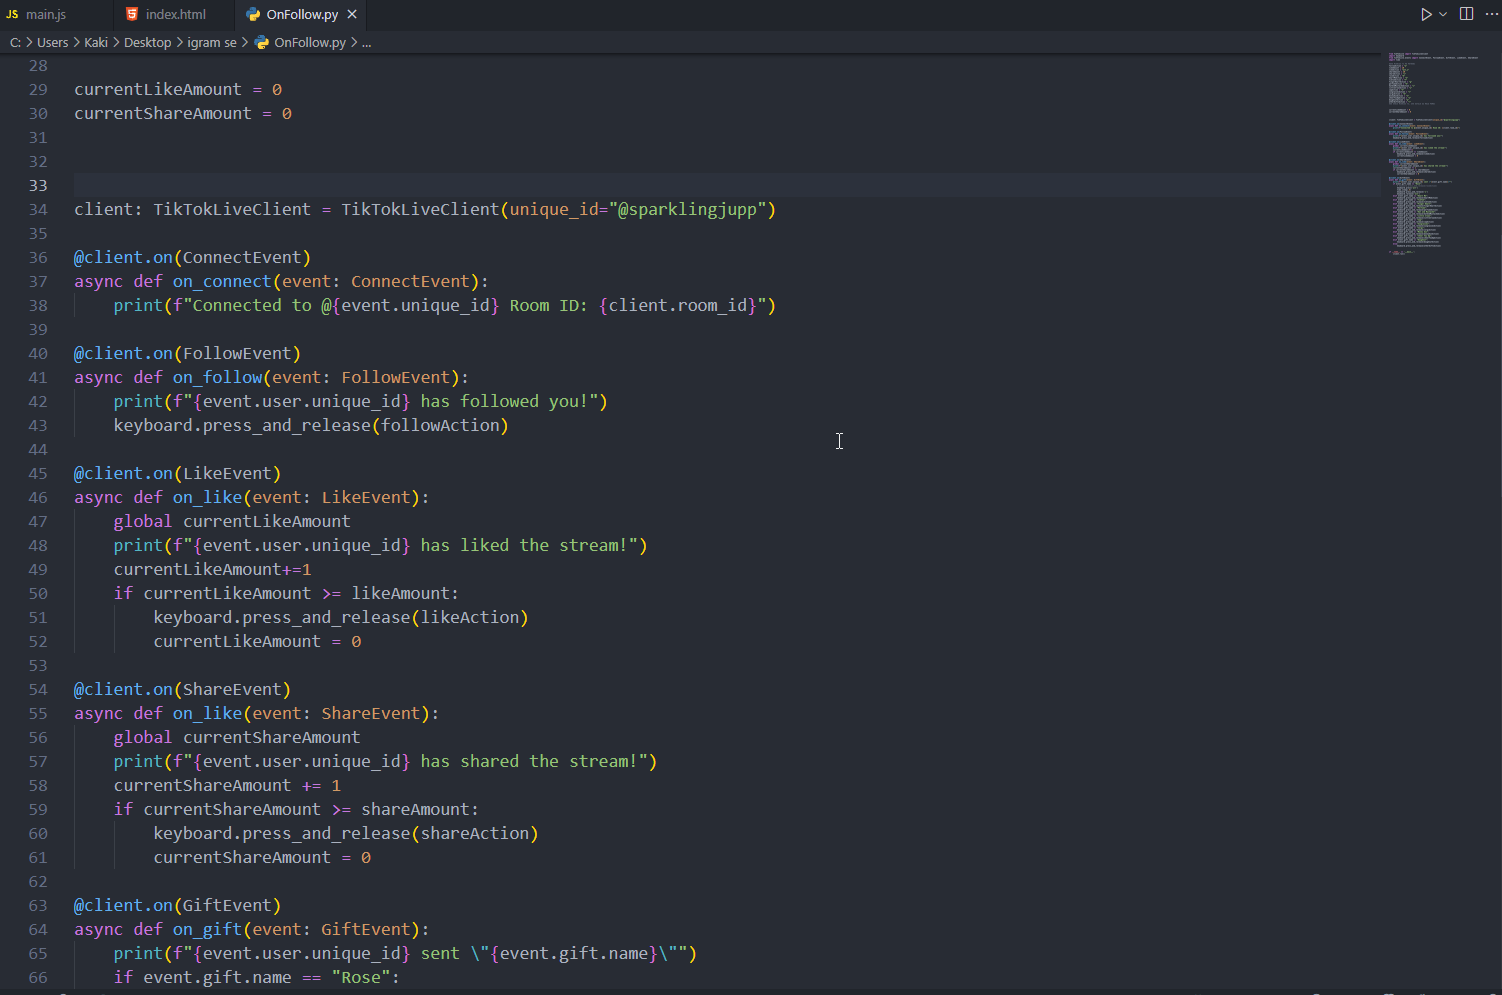 JS main.js index.html OnFollow.py
C: > Users > Kaki > Desktop > igram se > OnFollow.py > ...
28
29 currentLikeAmount = 0
30 currentShareAmount = 0
31
32
33
34 client: TikTokLiveClient = TikTokLiveClient(unique_id="@sparklingjupp")
35
36 @client.on(ConnectEvent)
37 async def on_connect(event: ConnectEvent):
38     print(f"Connected to @{event.unique_id} Room ID: {client.room_id}")
39
40 @client.on(FollowEvent)
41 async def on_follow(event: FollowEvent):
42     print(f"{event.user.unique_id} has followed you!")
43     keyboard.press_and_release(followAction)
44
45 @client.on(LikeEvent)
46 async def on_like(event: LikeEvent):
47     global currentLikeAmount
48     print(f"{event.user.unique_id} has liked the stream!")
49     currentLikeAmount+=1
50     if currentLikeAmount >= likeAmount:
51         keyboard.press_and_release(likeAction)
52         currentLikeAmount = 0
53
54 @client.on(ShareEvent)
55 async def on_like(event: ShareEvent):
56     global currentShareAmount
57     print(f"{event.user.unique_id} has shared the stream!")
58     currentShareAmount += 1
59     if currentShareAmount >= shareAmount:
60         keyboard.press_and_release(shareAction)
61         currentShareAmount = 0
62
63 @client.on(GiftEvent)
64 async def on_gift(event: GiftEvent):
65     print(f"{event.user.unique_id} sent \"{event.gift.name}\"")
66     if event.gift.name == "Rose":